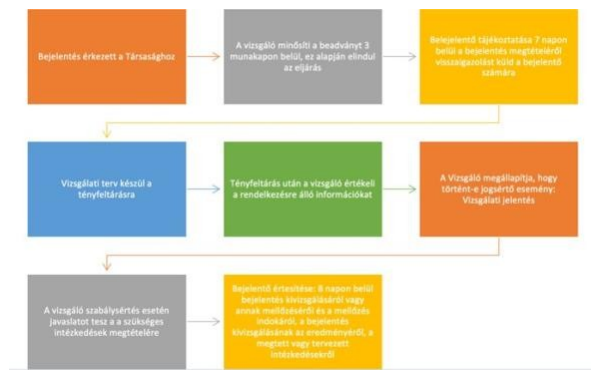 Bejelentés érkezett a Társasághoz
A vizsgáló minősíti a beadványt 3
munakapon belül, ez alapján elindul
az eljárás
Belejelentő tájékoztatása 7 napon
belül a bejelentés megtételéről
visszaigazolást küld a bejelentő
számára
Vizsgálati terv készül a
tényfeltárásra
Tényfeltárás után a vizsgáló értékeli
a rendelkezésre álló információkat
A Vizsgáló megállapítja, hogy
történt-e jogsértő esemény:
Vizsgálati jelentés
A vizsgáló szabálysértés esetén
javaslatot tesz a a szükséges
intézkedések megtételére
Bejelentő értesítése: 8 napon belül
bejelentés kivizsgálásáról vagy
annak mellőzéséről és a mellőzés
indokáról, a bejelentés
kivizsgálásának az eredményéről, a
megtett vagy tervezett
intézkedésekről